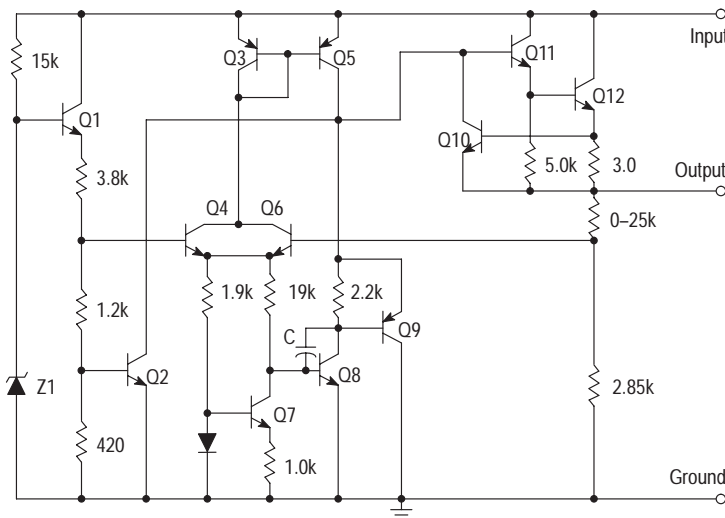 Input
15k
Q3
Q5
Q11
Q12
Q1
Q10
3.8k
5.0k
3.0
Output
Q4
Q6
0–25k
1.2k
1.9k
19k
2.2k
C
Q9
Z1
Q2
Q8
2.85k
Q7
420
1.0k
Ground